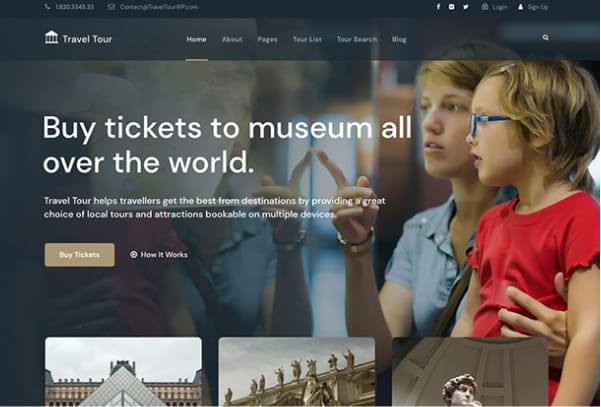 1.820.3345.33 Contact@TravelTourWP.com Login Sign Up
Travel Tour Home About Pages Tour List Tour Search Blog
Buy tickets to museum all
over the world.
Travel Tour helps travellers get the best from destinations by providing a great
choice of local tours and attractions bookable on multiple devices.
Buy Tickets How It Works